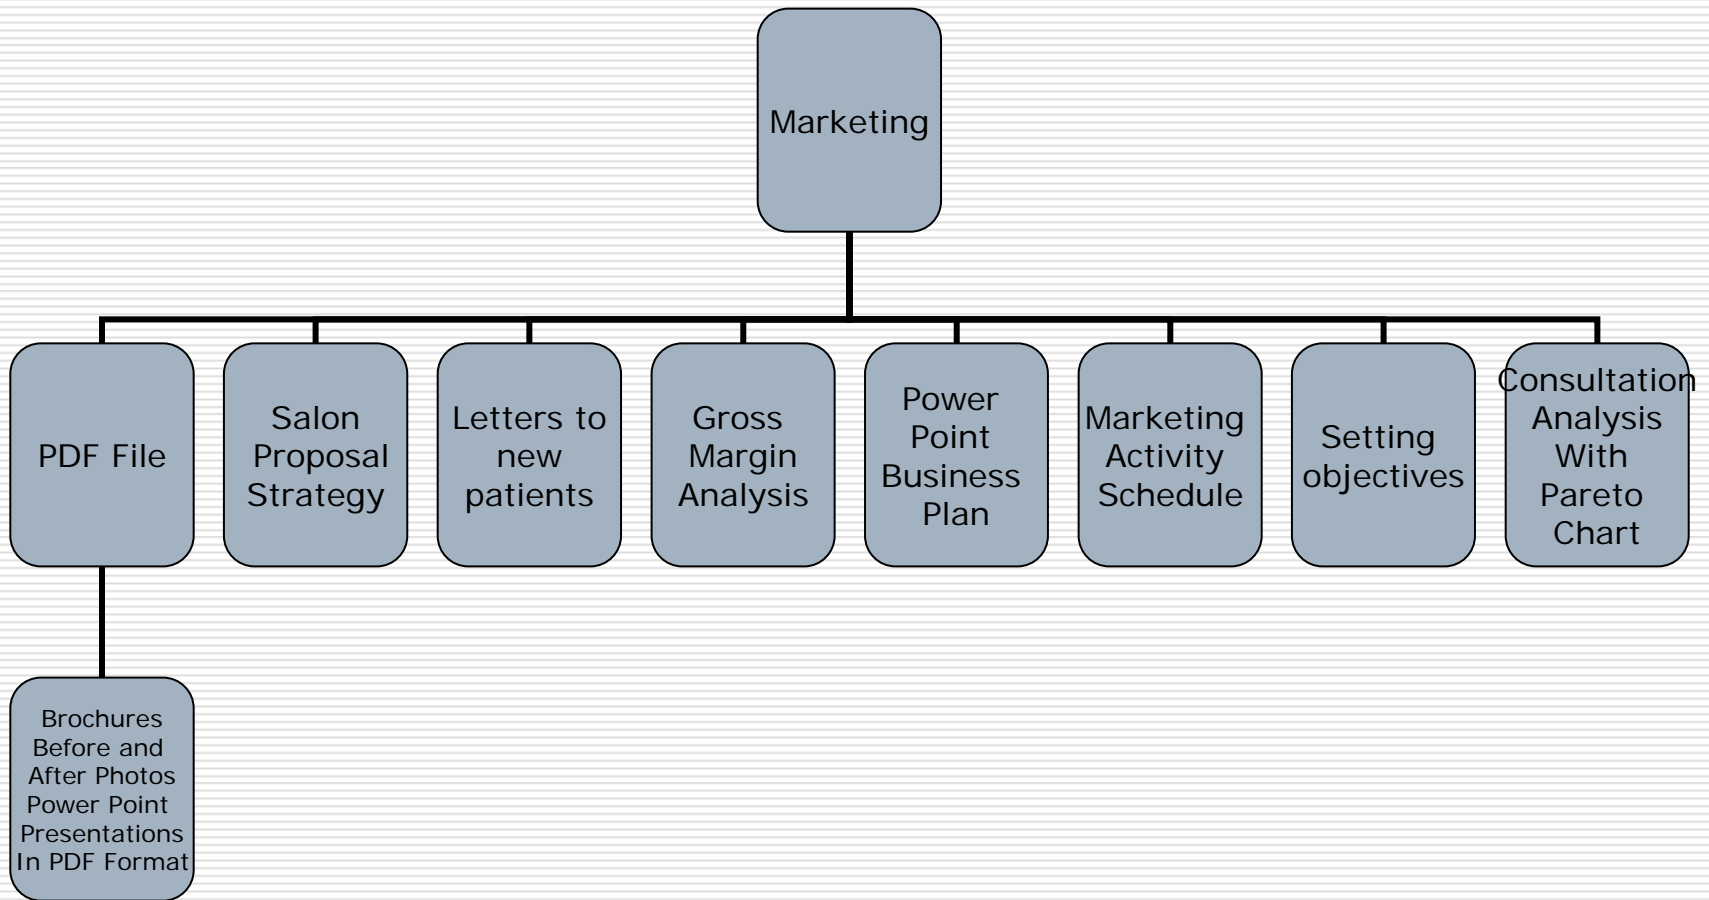 Marketing
PDF File
Salon
Proposal
Strategy
Letters to
new
patients
Gross
Margin
Analysis
Power
Point
Business
Plan
Marketing
Activity
Schedule
Setting
objectives
Consultation
Analysis
With
Pareto
Chart
Brochures
Before and
After Photos
Power Point
Presentations
In PDF Format